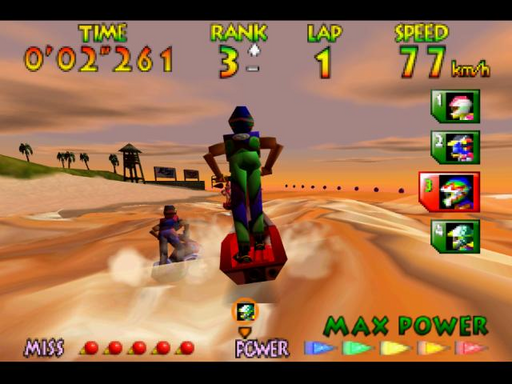 TIME RANK LAP SPEED
0'02"261 3 1 77 km/h
1
2
3
4
MAX POWER
MISS POWER